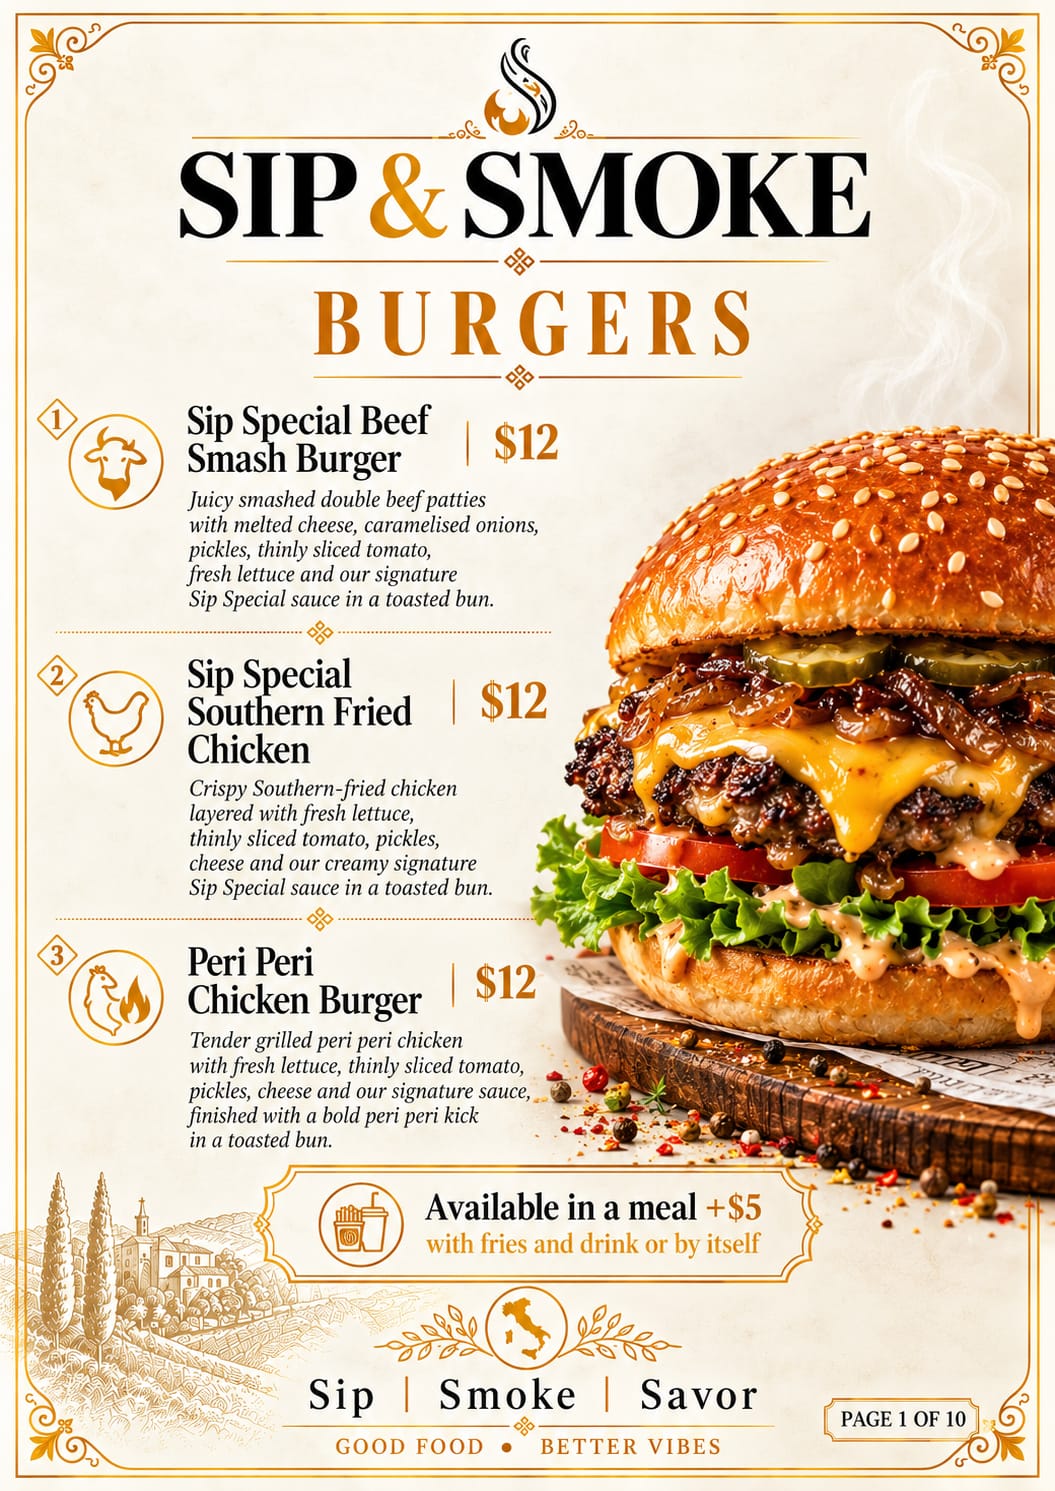 SIP & SMOKE
BURGERS
1
Sip Special Beef
Smash Burger
$12
Juicy smashed double beef patties
with melted cheese, caramelised onions,
pickles, thinly sliced tomato,
fresh lettuce and our signature
Sip Special sauce in a toasted bun.
2
Sip Special
Southern Fried
Chicken
$12
Crispy Southern-fried chicken
layered with fresh lettuce,
thinly sliced tomato, pickles,
cheese and our creamy signature
Sip Special sauce in a toasted bun.
3
Peri Peri
Chicken Burger
$12
Tender grilled peri peri chicken
with fresh lettuce, thinly sliced tomato,
pickles, cheese and our signature sauce,
finished with a bold peri peri kick
in a toasted bun.
Available in a meal +$5
with fries and drink or by itself
Sip | Smoke | Savor
GOOD FOOD • BETTER VIBES
PAGE 1 OF 10